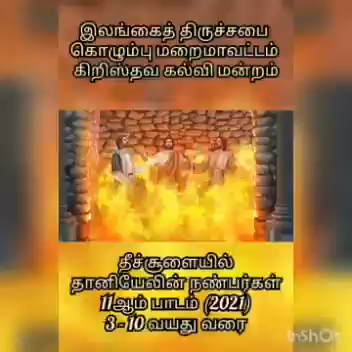 இலங்கைத் திருச்சபை
கொழும்பு மறைமாவட்டம்
கிறிஸ்தவ கல்வி மன்றம்
தீச்சூளையில்
தானியேலின் நண்பர்கள்
11ஆம் பாடம் (2021)
3 - 10 வயது வரை
InShOt